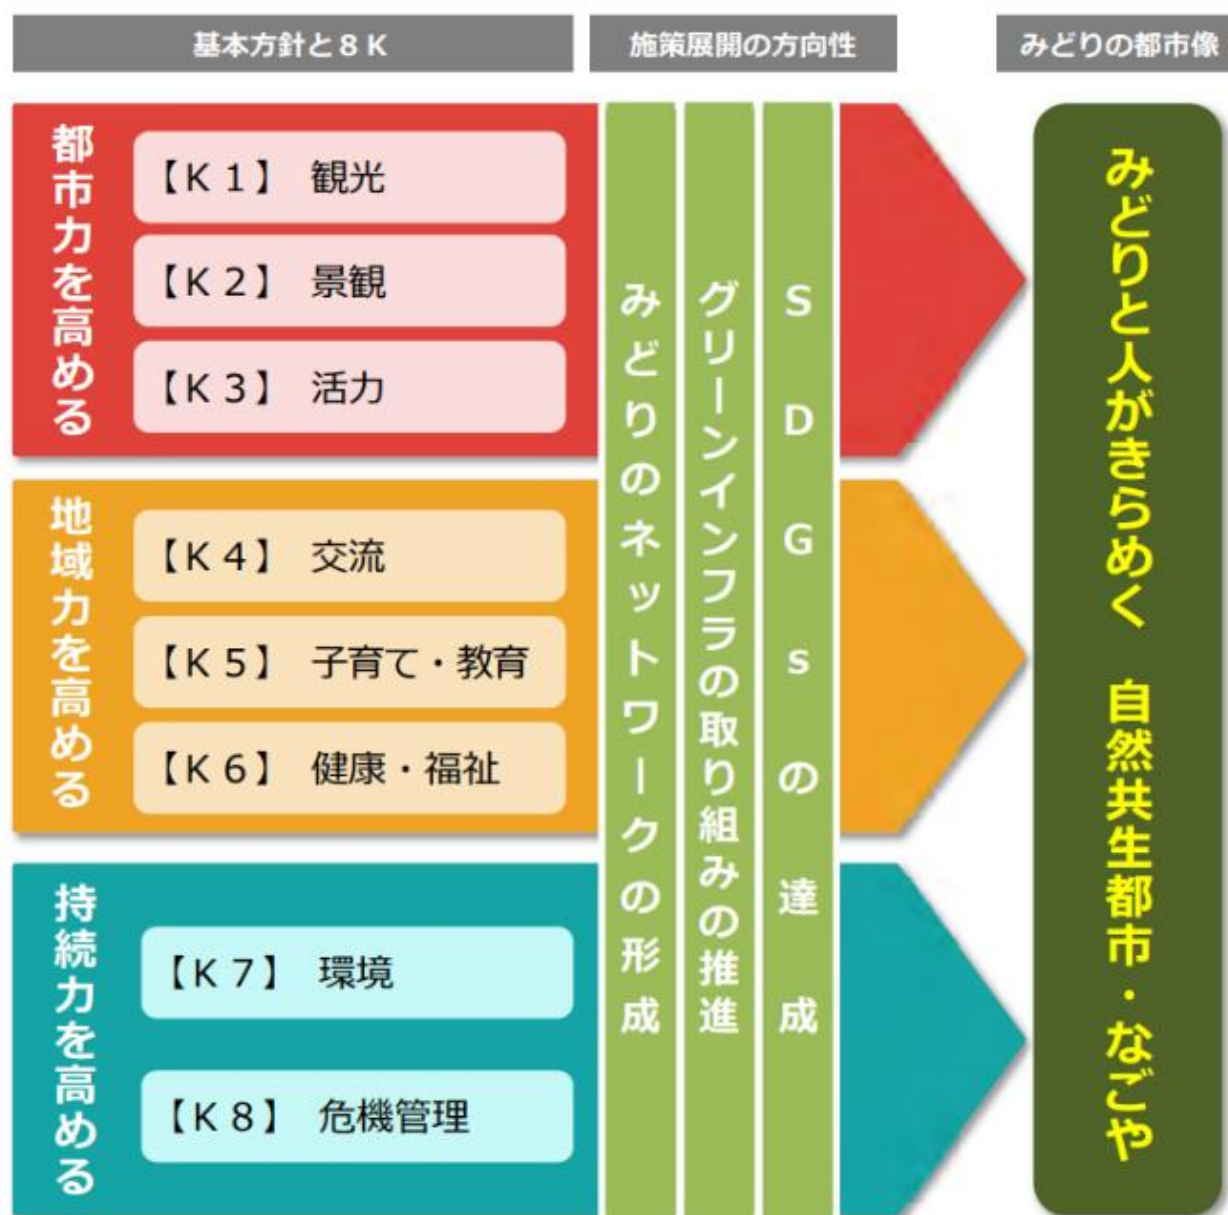 基本方針と８Ｋ
施策展開の方向性
みどりの都市像
都市力を高める
【Ｋ１】 観光
【Ｋ２】 景観
【Ｋ３】 活力
地域力を高める
【Ｋ４】 交流
【Ｋ５】 子育て・教育
【Ｋ６】 健康・福祉
持続力を高める
【Ｋ７】 環境
【Ｋ８】 危機管理
みどりのネットワークの形成
グリーンインフラの取り組みの推進
ＳＤＧｓの達成
みどりと人がきらめく　自然共生都市・なごや